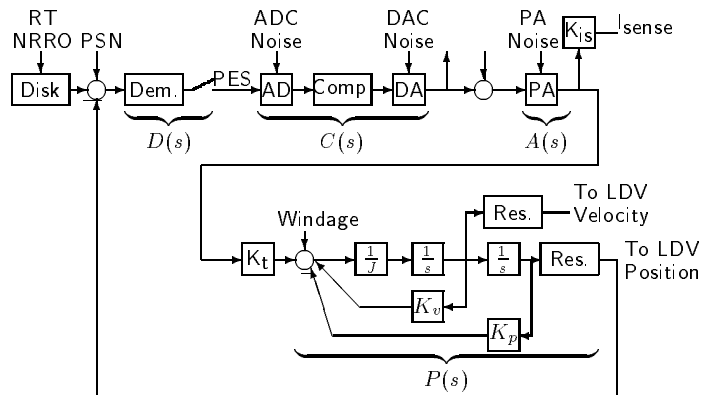 RT
NRRO PSN
ADC
Noise
DAC
Noise
PA
Noise
K_is
I_sense
Disk
Dem.
PES
AD
Comp
DA
PA
D(s)
C(s)
A(s)
Windage
Res.
To LDV
Velocity
K_t
1/J
1/s
1/s
Res.
To LDV
Position
K_v
K_p
P(s)